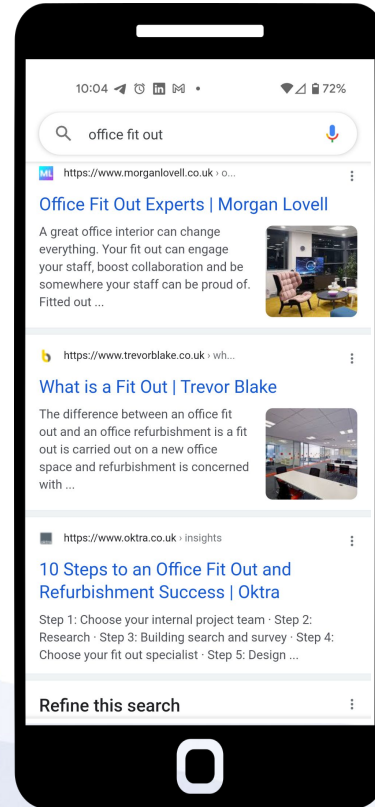 10:04 72%
office fit out
ML https://www.morganlovell.co.uk › o...
Office Fit Out Experts | Morgan Lovell
A great office interior can change
everything. Your fit out can engage
your staff, boost collaboration and be
somewhere your staff can be proud of.
Fitted out ...
b https://www.trevorblake.co.uk › wh...
What is a Fit Out | Trevor Blake
The difference between an office fit
out and an office refurbishment is a fit
out is carried out on a new office
space and refurbishment is concerned
with ...
https://www.oktra.co.uk › insights
10 Steps to an Office Fit Out and
Refurbishment Success | Oktra
Step 1: Choose your internal project team · Step 2:
Research · Step 3: Building search and survey · Step 4:
Choose your fit out specialist · Step 5: Design ...
Refine this search